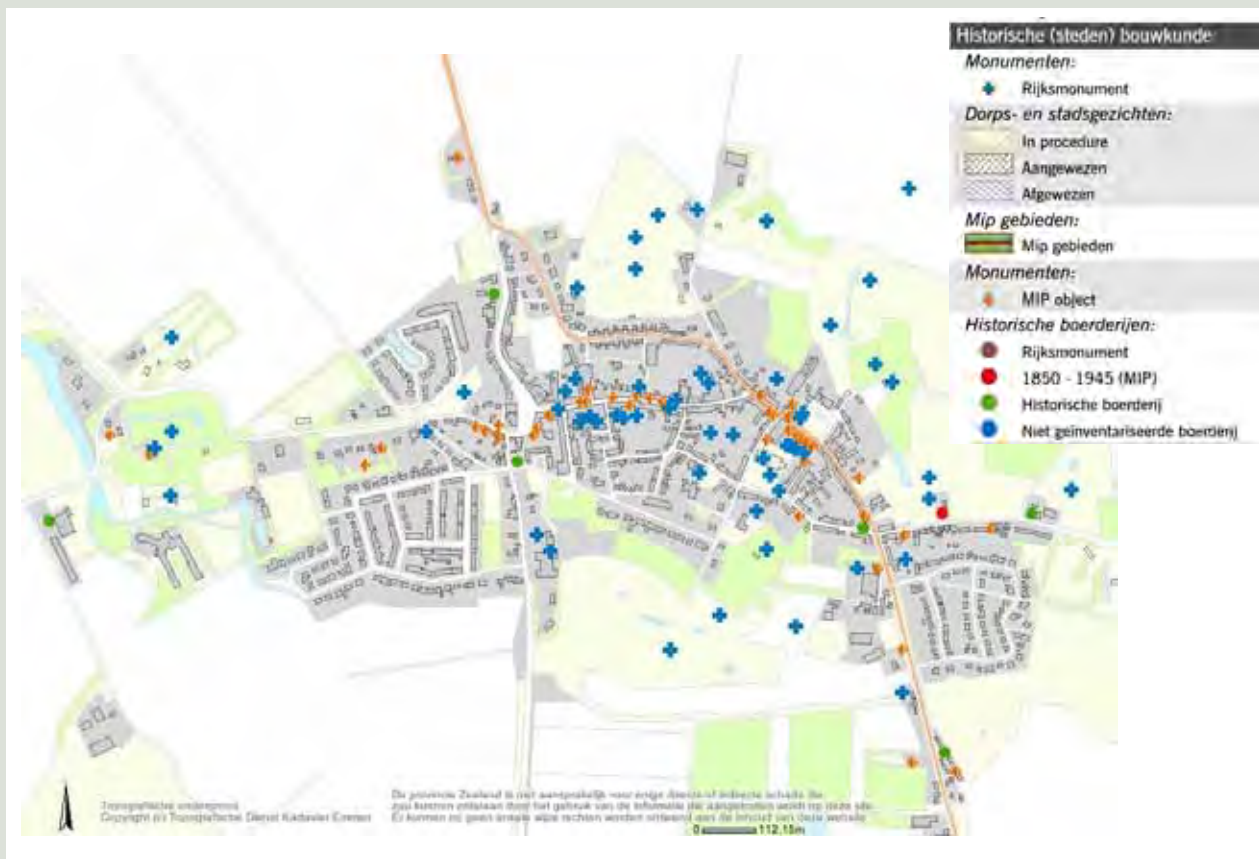 Historische (steden) bouwkunde
Monumenten:
Rijksmonument
Dorps- en stadsgezichten:
In procedure
Aangewezen
Afgewezen
Mip gebieden:
Mip gebieden
Monumenten:
MIP object
Historische boerderijen:
Rijksmonument
1850 - 1945 (MIP)
Historische boerderij
Niet geïnventariseerde boerderij
Topografische ondergrond
Copyright (c) Topografische Dienst Kadaster Emmen
De provincie Zeeland is niet aansprakelijk voor enige directe of indirecte schade die
zou kunnen ontstaan door het gebruik van de informatie die aangeboden wordt op deze site.
Er kunnen op geen enkele wijze rechten worden ontleend aan de inhoud van deze website
0 112.15m